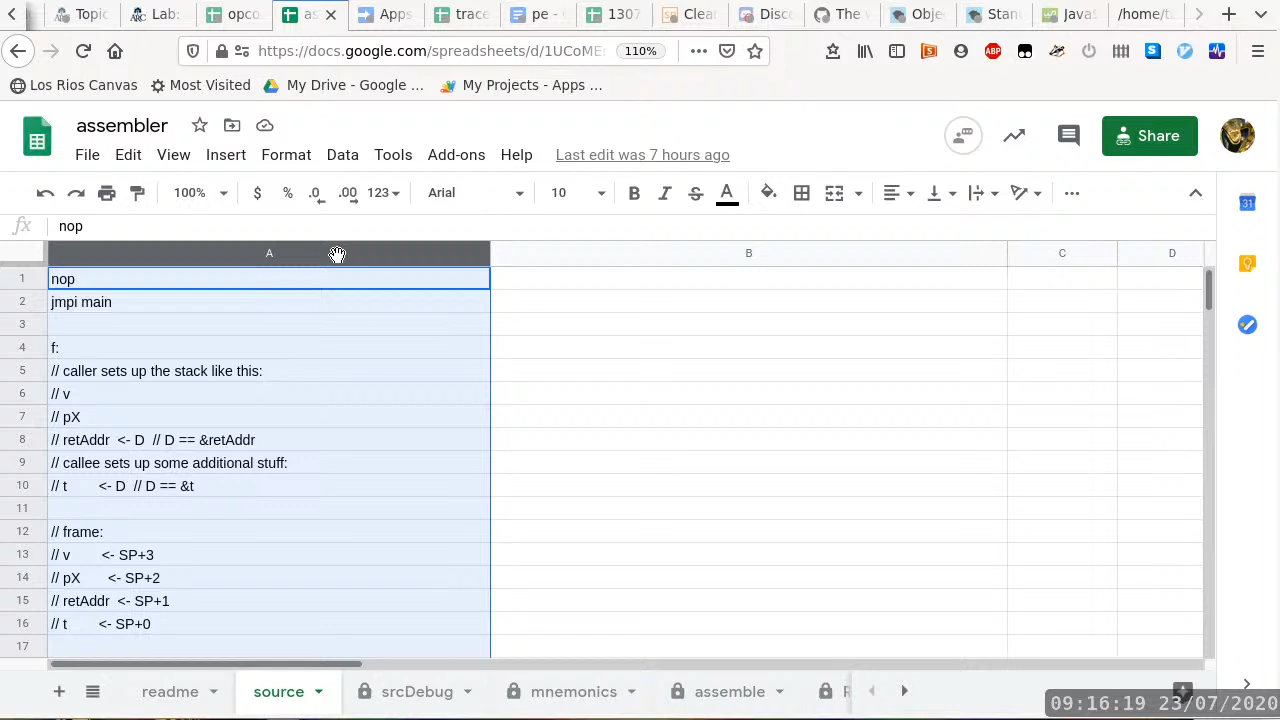 Topic Lab: opco as Apps trace pe - 1307 Clear Disc The Obje Stan Java /home/t
https://docs.google.com/spreadsheets/d/1UCoME 110%
Los Rios Canvas Most Visited My Drive - Google ... My Projects - Apps ...
assembler
File Edit View Insert Format Data Tools Add-ons Help Last edit was 7 hours ago
Share
100% $ % .0 .00 123 Arial 10 B I S A
fx nop
A B C D
1 nop
2 jmpi main
3
4 f:
5 // caller sets up the stack like this:
6 // v
7 // pX
8 // retAddr <- D // D == &retAddr
9 // callee sets up some additional stuff:
10 // t <- D // D == &t
11
12 // frame:
13 // v <- SP+3
14 // pX <- SP+2
15 // retAddr <- SP+1
16 // t <- SP+0
17
readme source srcDebug mnemonics assemble
09:16:19 23/07/2020